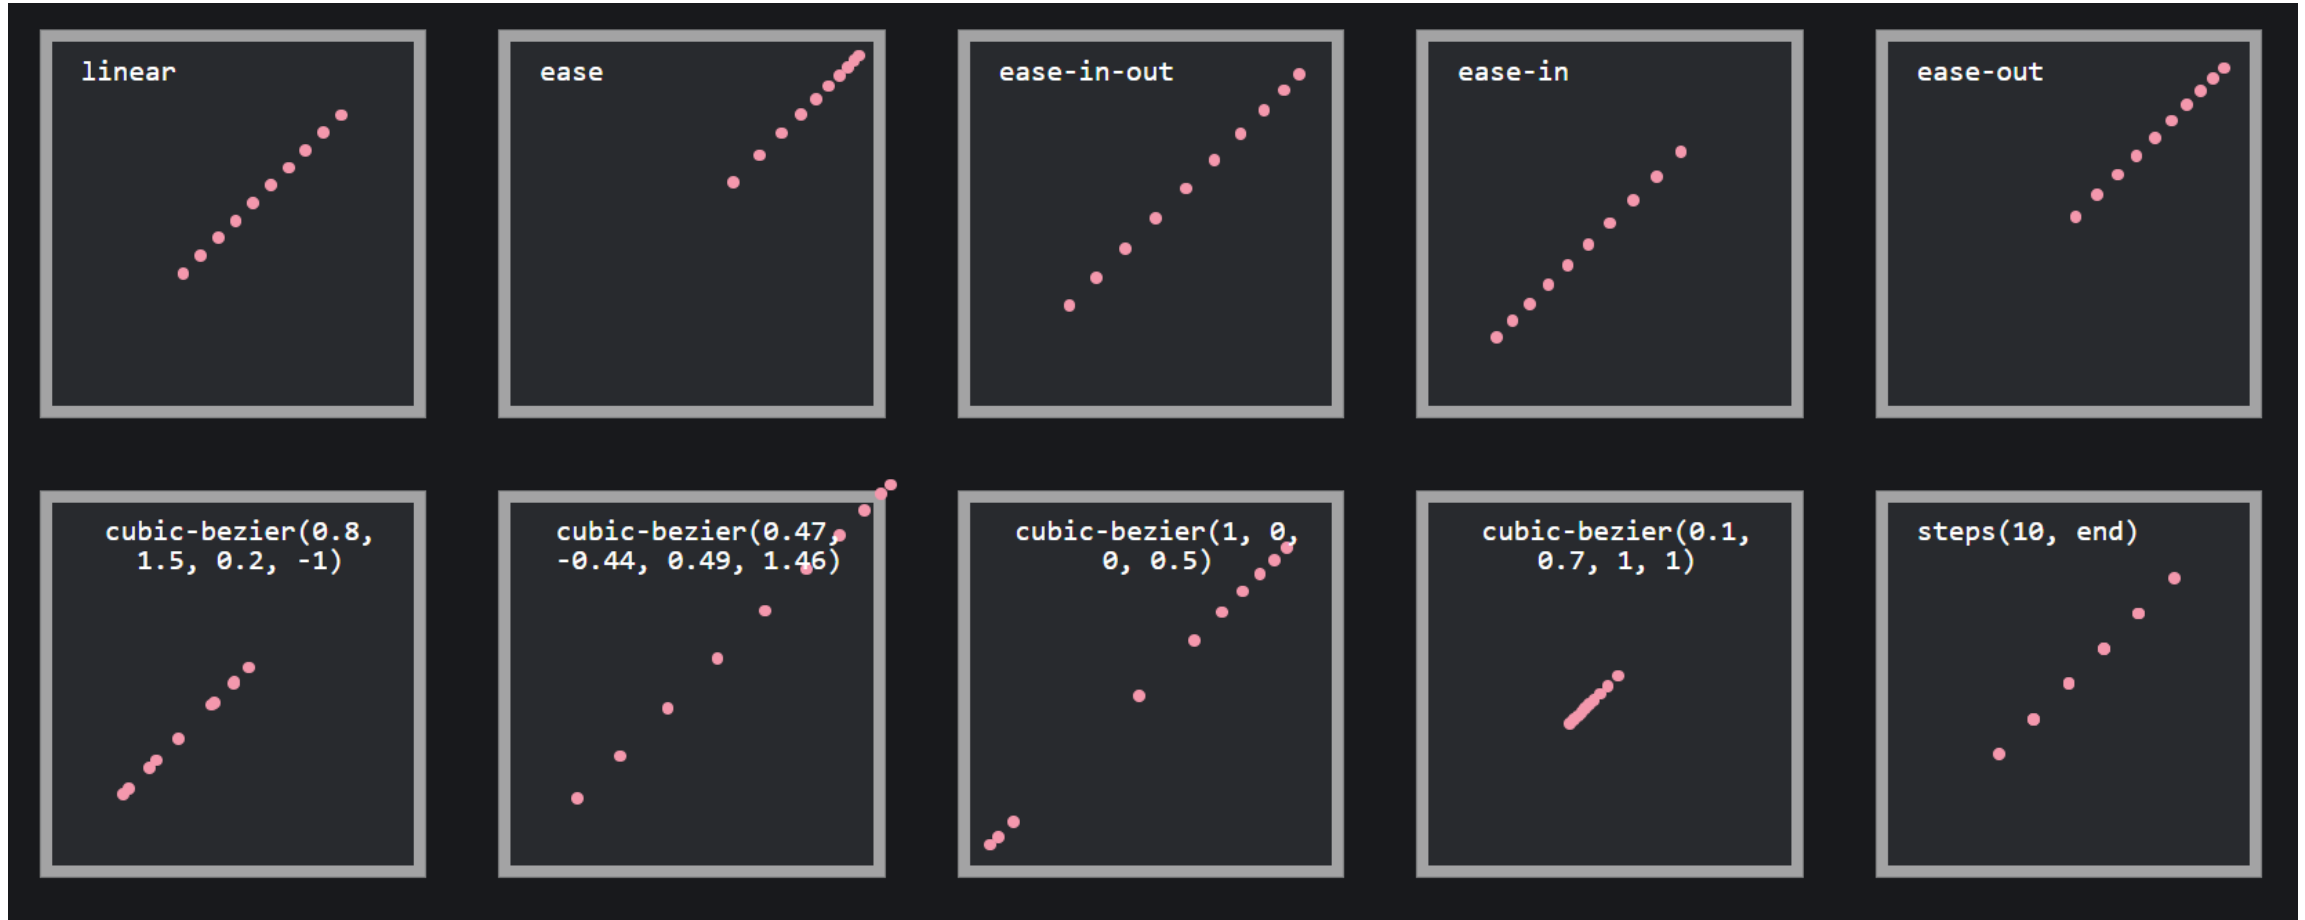 linear
ease
ease-in-out
ease-in
ease-out
cubic-bezier(0.8,
1.5, 0.2, -1)
cubic-bezier(0.47,
-0.44, 0.49, 1.46)
cubic-bezier(1, 0,
0, 0.5)
cubic-bezier(0.1,
0.7, 1, 1)
steps(10, end)